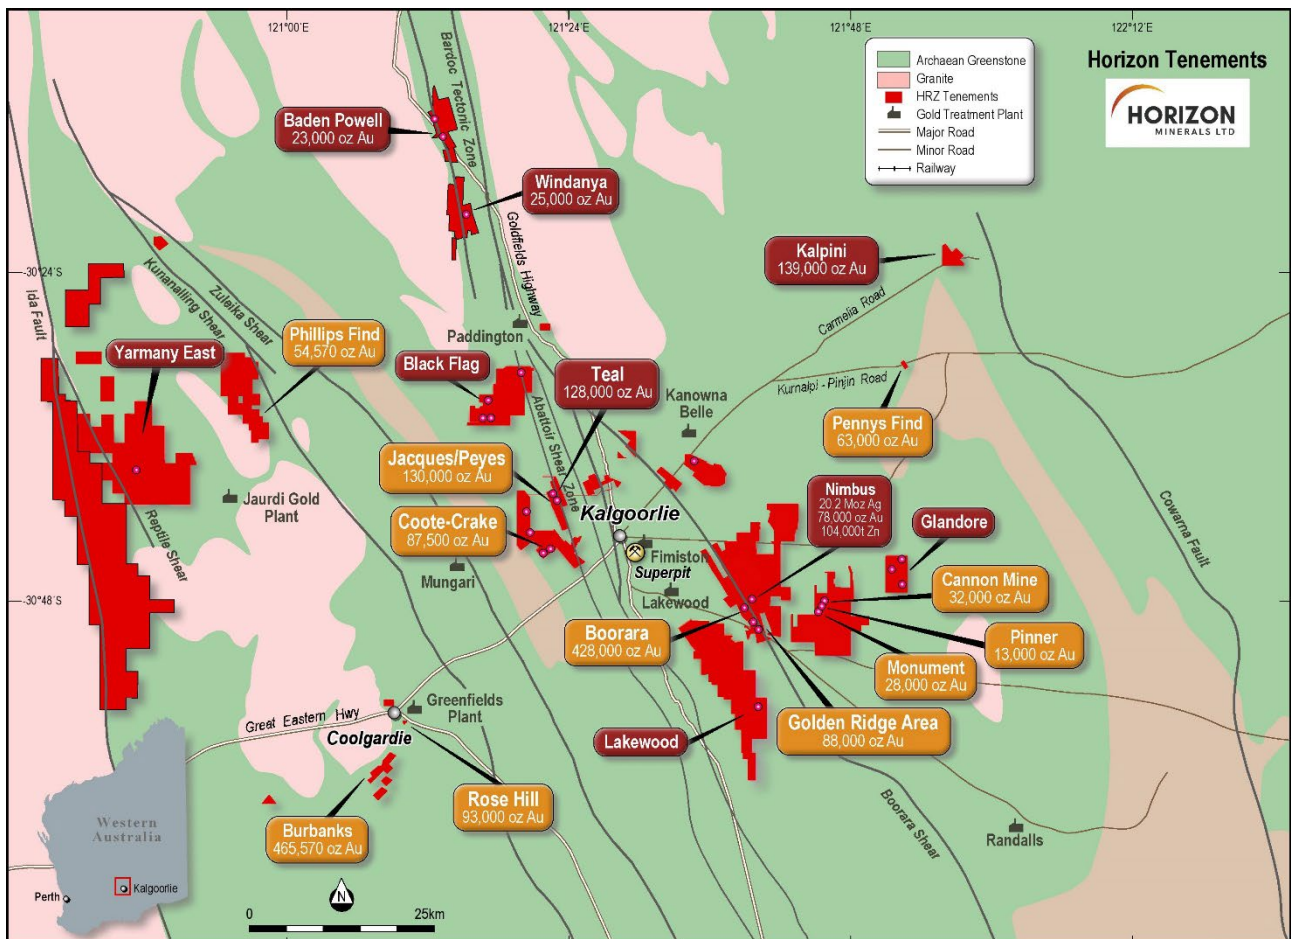 121°00´E
121°24´E
121°48´E
122°12´E
Archaean Greenstone
Granite
HRZ Tenements
Gold Treatment Plant
Major Road
Minor Road
Railway
Horizon Tenements
HORIZON
MINERALS LTD
Bardoc Tectonic Zone
Baden Powell
23,000 oz Au
Windanya
25,000 oz Au
Goldfields Highway
Kalpini
139,000 oz Au
-30°24´S
Ida Fault
Kunanalling Shear
Zuleika Shear
Carmelia Road
Paddington
Phillips Find
54,570 oz Au
Yarmany East
Black Flag
Teal
128,000 oz Au
Kurnalpi - Pinjin Road
Kanowna
Belle
Abattoir Shear Zone
Pennys Find
63,000 oz Au
Jacques/Peyes
130,000 oz Au
Jaurdi Gold
Plant
Nimbus
20.2 Moz Ag
78,000 oz Au
104,000t Zn
Kalgoorlie
Coote-Crake
87,500 oz Au
Glandore
Cowarna Fault
Reptile Shear
Fimiston
Superpit
Mungari
Cannon Mine
32,000 oz Au
-30°48´S
Lakewood
Boorara
428,000 oz Au
Pinner
13,000 oz Au
Monument
28,000 oz Au
Greenfields
Plant
Great Eastern Hwy
Coolgardie
Golden Ridge Area
88,000 oz Au
Lakewood
Rose Hill
93,000 oz Au
Boorara Shear
Burbanks
465,570 oz Au
Randalls
Western
Australia
Perth
Kalgoorlie
N
0
25km